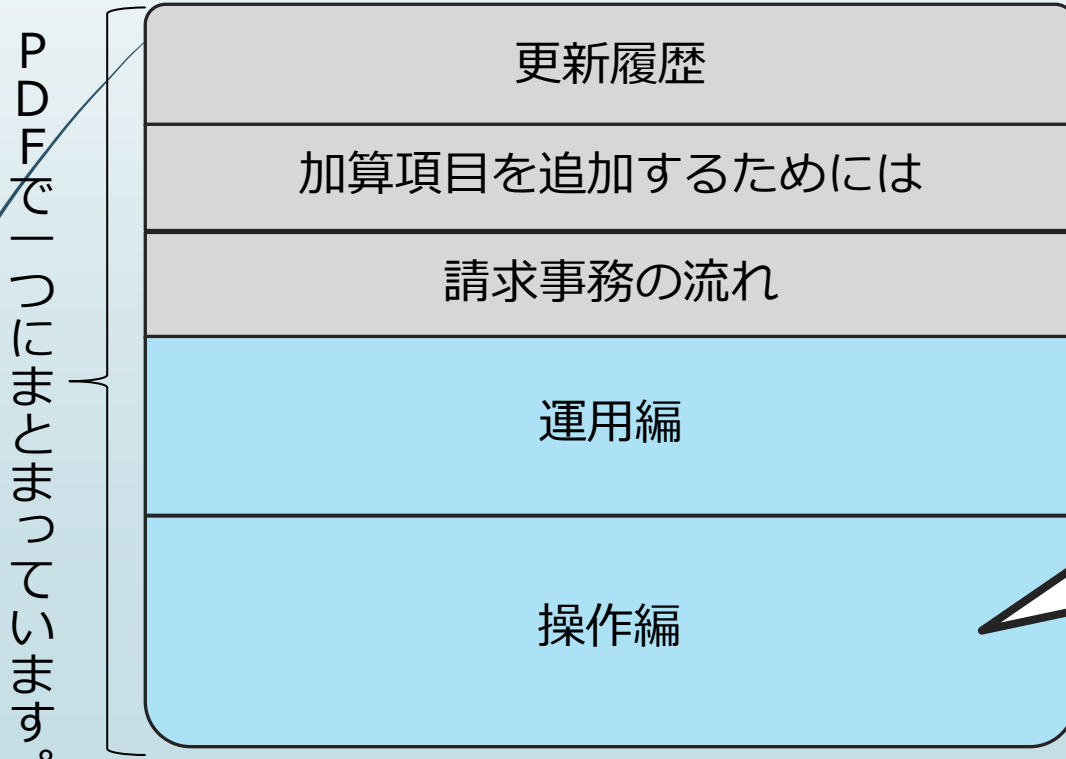 PDFで一つにまとまっています。
更新履歴
加算項目を追加するためには
請求事務の流れ
運用編
操作編